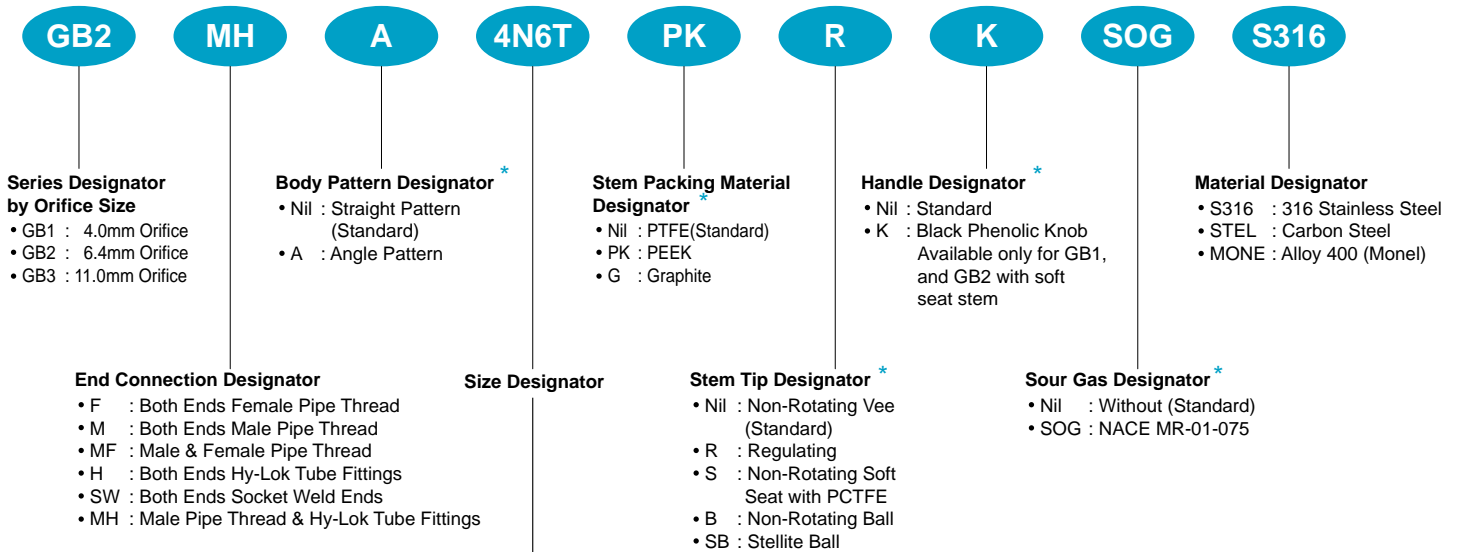 GB2 MH A 4N6T PK R K SOG S316
Series Designator
by Orifice Size
• GB1 : 4.0mm Orifice
• GB2 : 6.4mm Orifice
• GB3 : 11.0mm Orifice
Body Pattern Designator *
• Nil : Straight Pattern
(Standard)
• A : Angle Pattern
Stem Packing Material
Designator *
• Nil : PTFE(Standard)
• PK : PEEK
• G : Graphite
Handle Designator *
• Nil : Standard
• K : Black Phenolic Knob
Available only for GB1,
and GB2 with soft
seat stem
Material Designator
• S316 : 316 Stainless Steel
• STEL : Carbon Steel
• MONE : Alloy 400 (Monel)
End Connection Designator
• F : Both Ends Female Pipe Thread
• M : Both Ends Male Pipe Thread
• MF : Male & Female Pipe Thread
• H : Both Ends Hy-Lok Tube Fittings
• SW : Both Ends Socket Weld Ends
• MH : Male Pipe Thread & Hy-Lok Tube Fittings
Size Designator
Stem Tip Designator *
• Nil : Non-Rotating Vee
(Standard)
• R : Regulating
• S : Non-Rotating Soft
Seat with PCTFE
• B : Non-Rotating Ball
• SB : Stellite Ball
Sour Gas Designator *
• Nil : Without (Standard)
• SOG : NACE MR-01-075